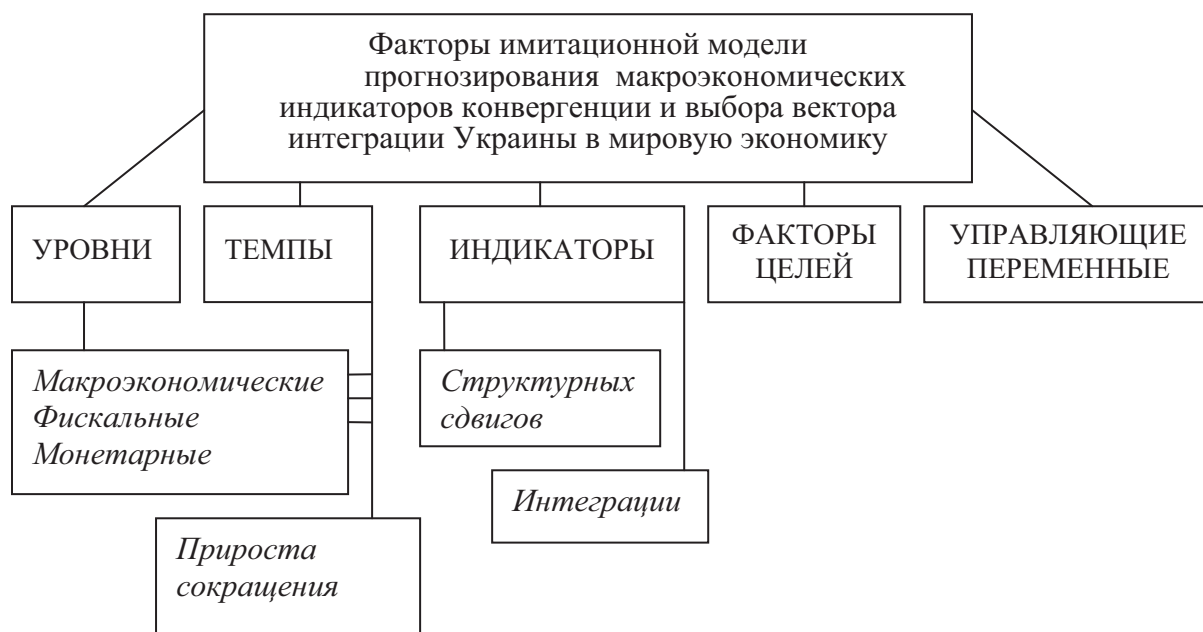 Факторы имитационной модели
прогнозирования макроэкономических
индикаторов конвергенции и выбора вектора
интеграции Украины в мировую экономику
УРОВНИ
ТЕМПЫ
ИНДИКАТОРЫ
ФАКТОРЫ
ЦЕЛЕЙ
УПРАВЛЯЮЩИЕ
ПЕРЕМЕННЫЕ
Макроэкономические
Фискальные
Монетарные
Структурных
сдвигов
Интеграции
Прироста
сокращения